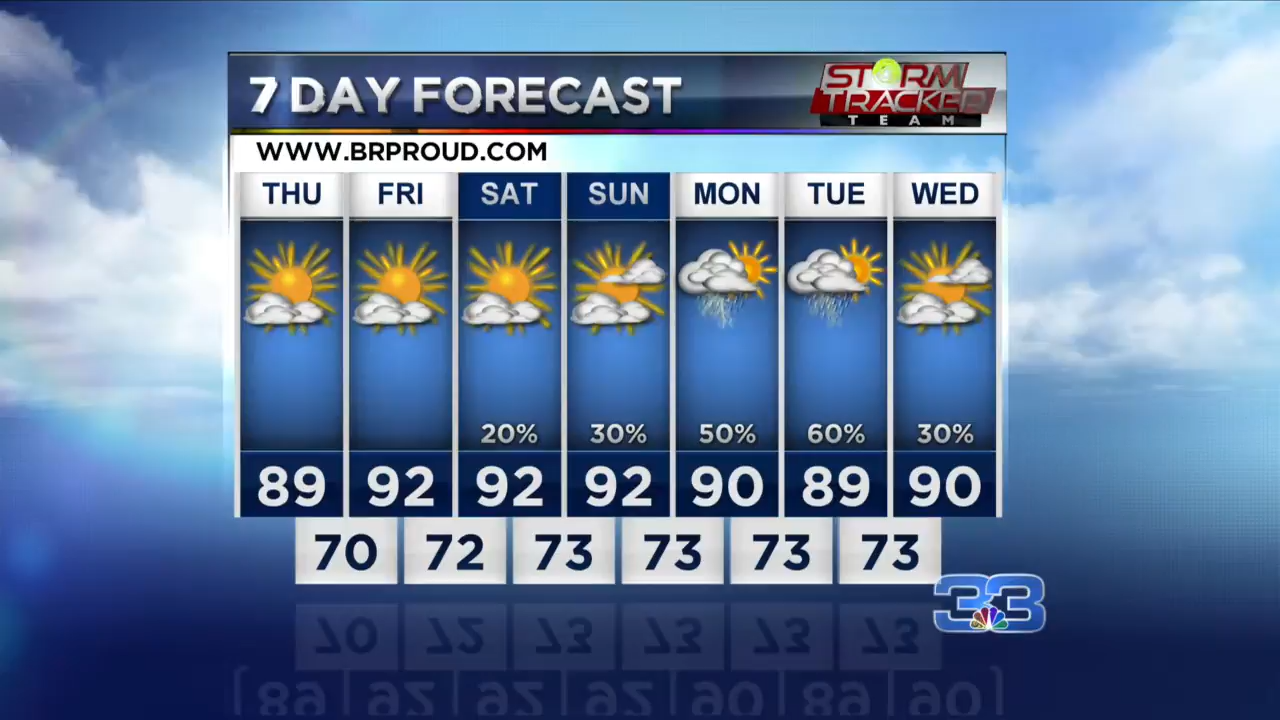 7 DAY FORECAST
STORM
TRACKER
TEAM
WWW.BRPROUD.COM
THU FRI SAT SUN MON TUE WED
20% 30% 50% 60% 30%
89 92 92 92 90 89 90
70 72 73 73 73 73
33